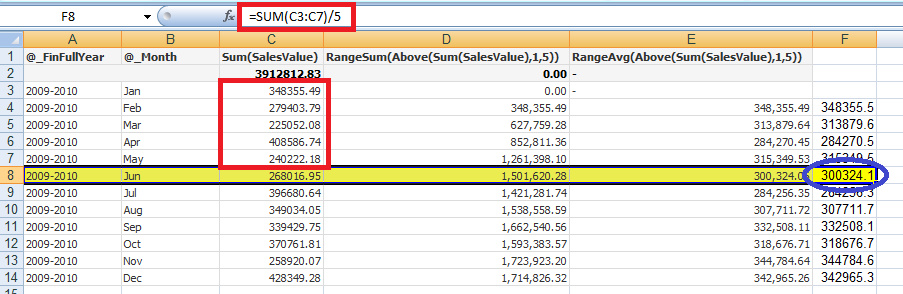 F8 fx =SUM(C3:C7)/5
A B C D E F
1 @_FinFullYear @_Month Sum(SalesValue) RangeSum(Above(Sum(SalesValue),1,5)) RangeAvg(Above(Sum(SalesValue),1,5))
2 3912812.83 0.00 -
3 2009-2010 Jan 348355.49 0.00 -
4 2009-2010 Feb 279403.79 348,355.49 348,355.49 348355.5
5 2009-2010 Mar 225052.08 627,759.28 313,879.64 313879.6
6 2009-2010 Apr 408586.74 852,811.36 284,270.45 284270.5
7 2009-2010 May 240222.18 1,261,398.10 315,349.53 315349.5
8 2009-2010 Jun 268016.95 1,501,620.28 300,324.0 300324.1
9 2009-2010 Jul 396680.64 1,421,281.74 284,256.35 284256.3
10 2009-2010 Aug 349034.05 1,538,558.59 307,711.72 307711.7
11 2009-2010 Sep 339429.75 1,662,540.56 332,508.11 332508.1
12 2009-2010 Oct 370761.81 1,593,383.57 318,676.71 318676.7
13 2009-2010 Nov 258920.07 1,723,923.20 344,784.64 344784.6
14 2009-2010 Dec 428349.28 1,714,826.32 342,965.26 342965.3